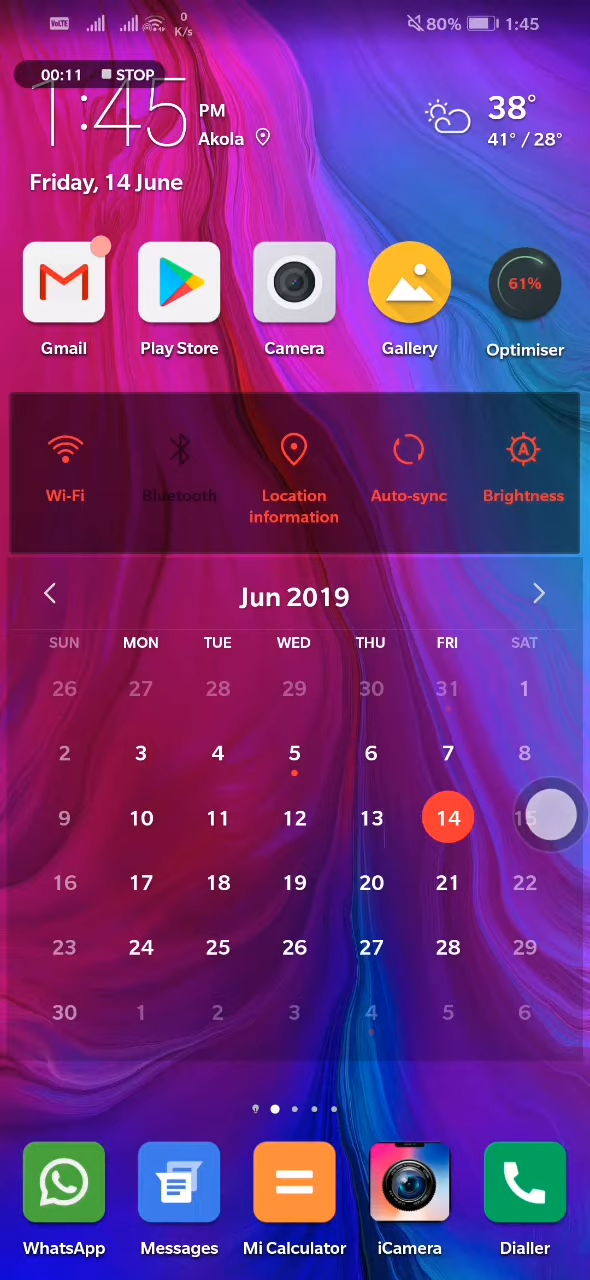 VoLTE 0 K/s 80% 1:45
00:11 STOP
1:45 PM
Akola
38°
41° / 28°
Friday, 14 June
61%
Gmail Play Store Camera Gallery Optimiser
A
Wi-Fi Bluetooth Location information Auto-sync Brightness
Jun 2019
SUN MON TUE WED THU FRI SAT
26 27 28 29 30 31 1
2 3 4 5 6 7 8
9 10 11 12 13 14 15
16 17 18 19 20 21 22
23 24 25 26 27 28 29
30 1 2 3 4 5 6
WhatsApp Messages Mi Calculator iCamera Dialler